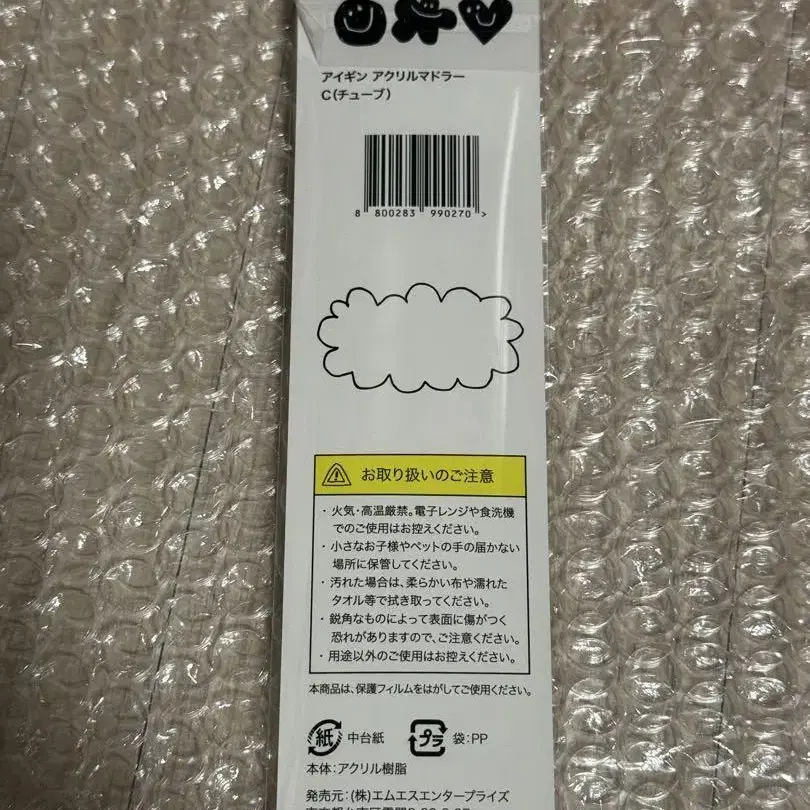 アイギン アクリルマドラー
C(チューブ)
8 800283 990270 >
お取り扱いのご注意
・火気・高温厳禁。電子レンジや食洗機
でのご使用はお控えください。
・小さなお子様やペットの手の届かない
場所に保管してください。
・汚れた場合は、柔らかい布や濡れた
タオル等で拭き取ってください。
・鋭角なものによって表面に傷がつく
恐れがありますので、ご注意ください。
・用途以外のご使用はお控えください。
本商品は、保護フィルムをはがしてご使用ください。
紙 中台紙 プラ 袋:PP
本体:アクリル樹脂
発売元:(株)エムエスエンタープライズ